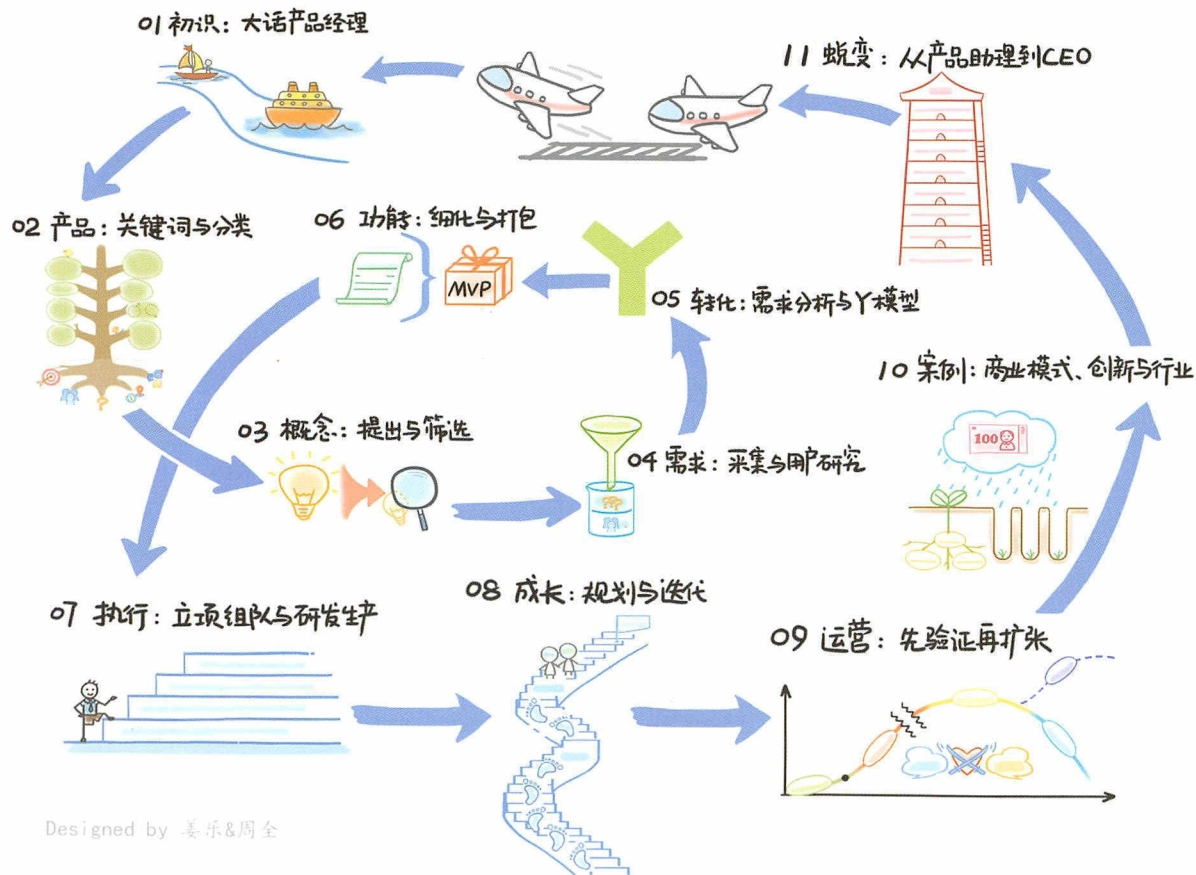 01 初识：大话产品经理
11 蜕变：从产品助理到CEO
02 产品：关键词与分类
06 功能：细化与打包
MVP
05 转化：需求分析与Y模型
10 案例：商业模式、创新与行业
100
03 概念：提出与筛选
04 需求：采集与用户研究
07 执行：立项组队与研发生产
08 成长：规划与迭代
09 运营：先验证再扩张
Designed by 姜乐&周全